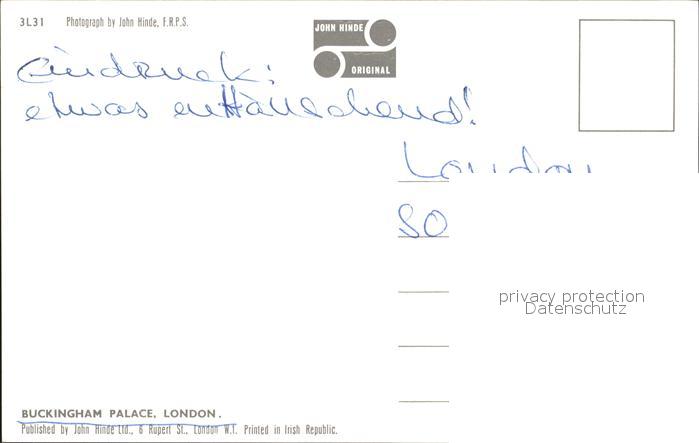 3L31 Photograph by John Hinde, F.R.P.S.
JOHN HINDE
ORIGINAL
Eindruck:
etwas enttäuschend!
London
SO
privacy protection
Datenschutz
BUCKINGHAM PALACE, LONDON.
Published by John Hinde Ltd., 6 Rupert St., London W.1. Printed in Irish Republic.